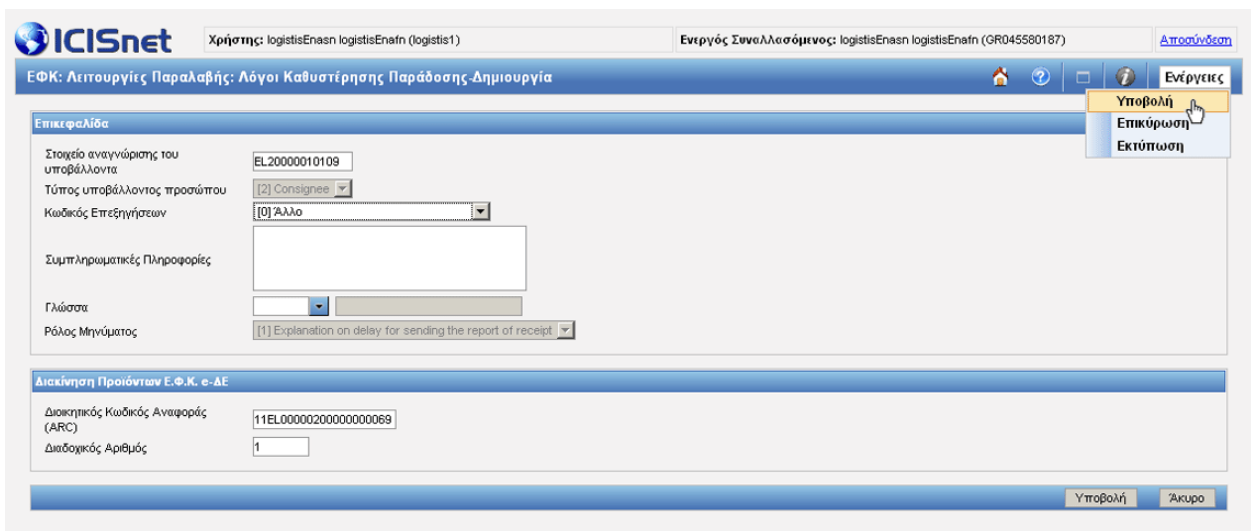 ICISnet
Χρήστης: logistisEnasn logistisEnafn (logistis1)
Ενεργός Συναλλασόμενος: logistisEnasn logistisEnafn (GR045580187)
Αποσύνδεση
ΕΦΚ: Λειτουργίες Παραλαβής: Λόγοι Καθυστέρησης Παράδοσης-Δημιουργία
Ενέργειες
Υποβολή
Επικύρωση
Εκτύπωση
Επικεφαλίδα
Στοιχείο αναγνώρισης του
υποβάλλοντα
EL20000010109
Τύπος υποβάλλοντος προσώπου
[2] Consignee
Κωδικός Επεξηγήσεων
[0] Άλλο
Συμπληρωματικές Πληροφορίες
Γλώσσα
Ρόλος Μηνύματος
[1] Explanation on delay for sending the report of receipt
Διακίνηση Προϊόντων Ε.Φ.Κ. e-ΔΕ
Διοικητικός Κωδικός Αναφοράς
(ARC)
11EL00000200000000069
Διαδοχικός Αριθμός
1
Υποβολή
Άκυρο